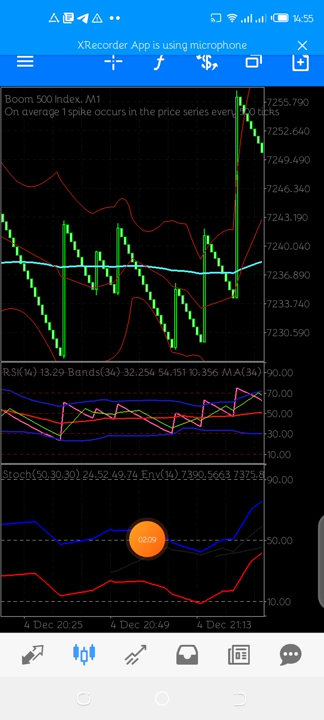 14:55
XRecorder App is using microphone
Boom 500 Index, M1
On average 1 spike occurs in the price series every 500 ticks
7255.790
7252.640
7249.490
7246.340
7243.190
7240.040
7236.890
7233.740
7230.590
RSI(14) 13.29 Bands(34) 32.254 54.151 10.356 MA(34)
90.00
70.00
50.00
30.00
10.00
Stoch(50,30,30) 24.52 49.74 Env(14) 7390.5663 7375.8
90.00
02:09
50.00
10.00
4 Dec 20:25
4 Dec 20:49
4 Dec 21:13